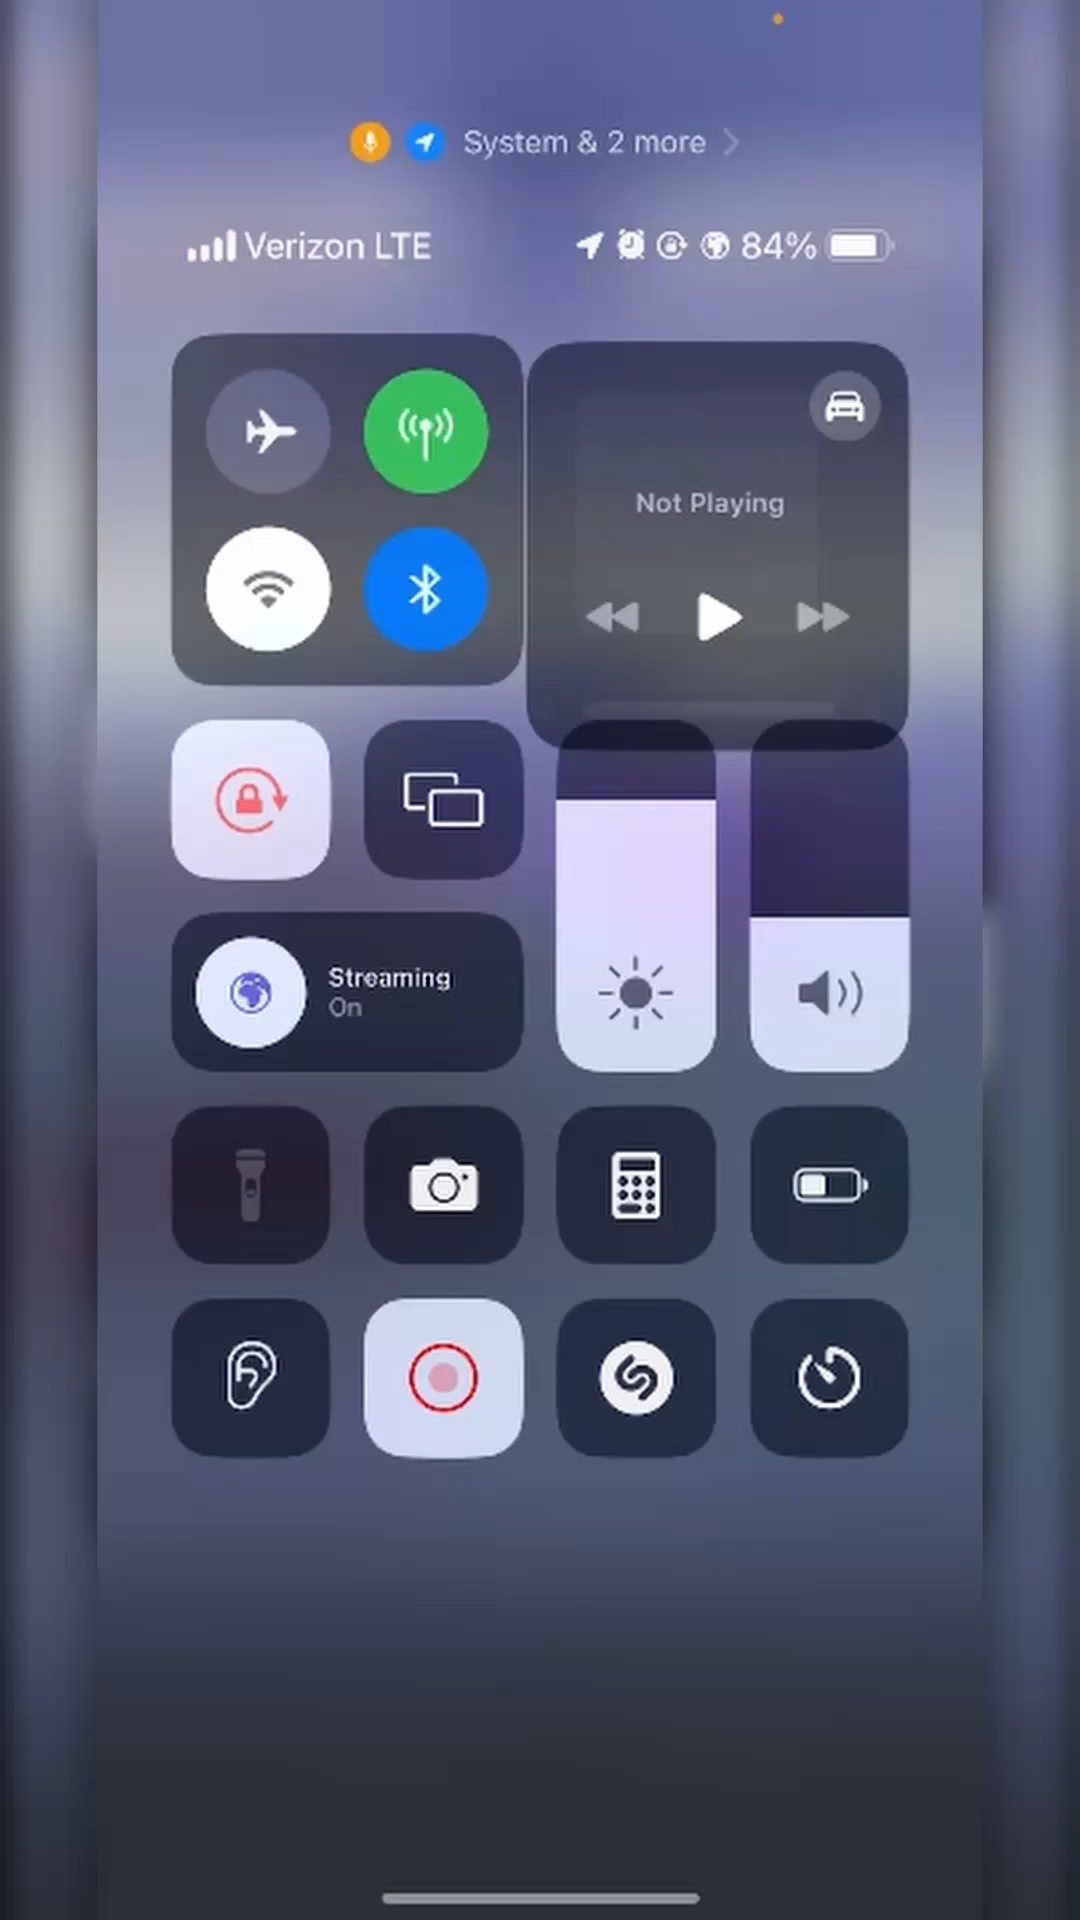 System & 2 more
Verizon LTE
84%
Not Playing
Streaming
On